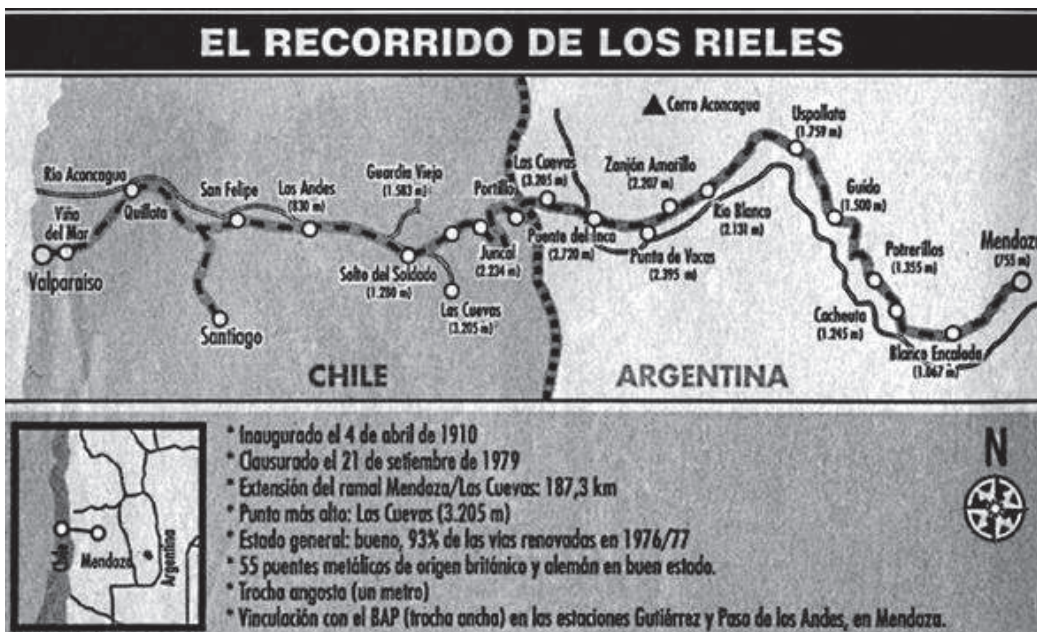 EL RECORRIDO DE LOS RIELES
Cerro Aconcagua
Uspallata
(1.759 m)
Río Aconcagua
Quillota
Viña
del Mar
Valparaíso
San Felipe
Los Andes
(830 m)
Santiago
Guardia Vieja
(1.583 m)
Salto del Soldado
(1.280 m)
Las Cuevas
(3.205 m)
Juncal
(2.234 m)
Portillo
Las Cuevas
(3.205 m)
Puente del Inca
(2.720 m)
Punta de Vacas
(2.395 m)
Zanjón Amarillo
(2.207 m)
Río Blanco
(2.131 m)
Guido
(1.500 m)
Potrerillos
(1.355 m)
Cacheuta
(1.245 m)
Blanco Encalada
(1.067 m)
Mendoza
(755 m)
CHILE
ARGENTINA
Chile
Mendoza
Argentina
* Inaugurado el 4 de abril de 1910
* Clausurado el 21 de setiembre de 1979
* Extensión del ramal Mendoza/Las Cuevas: 187,3 km
* Punto más alto: Las Cuevas (3.205 m)
* Estado general: bueno, 93% de las vías renovadas en 1976/77
* 55 puentes metálicos de origen británico y alemán en buen estado.
* Trocha angosta (un metro)
* Vinculación con el BAP (trocha ancha) en las estaciones Gutiérrez y Paso de los Andes, en Mendoza.
N